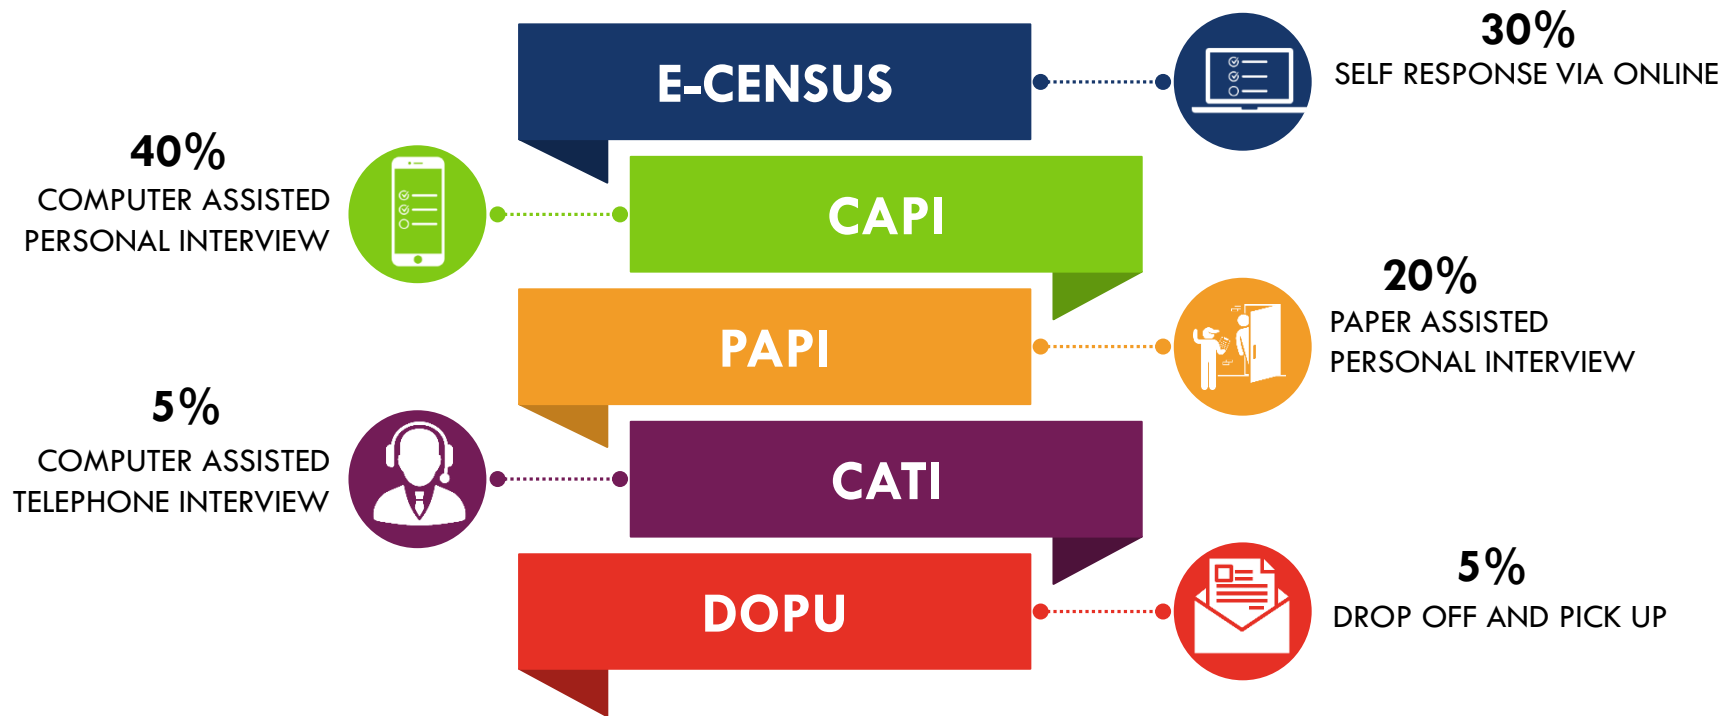 E-CENSUS
30%
SELF RESPONSE VIA ONLINE
40%
COMPUTER ASSISTED
PERSONAL INTERVIEW
CAPI
PAPI
20%
PAPER ASSISTED
PERSONAL INTERVIEW
5%
COMPUTER ASSISTED
TELEPHONE INTERVIEW
CATI
DOPU
5%
DROP OFF AND PICK UP